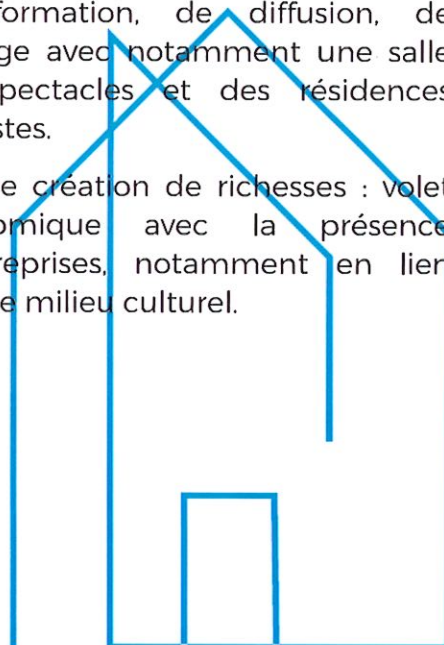 formation, de diffusion, de
ge avec notamment une salle
pectacles et des résidences
stes.
e création de richesses : volet
omique avec la présence
reprises, notamment en lien
e milieu culturel.